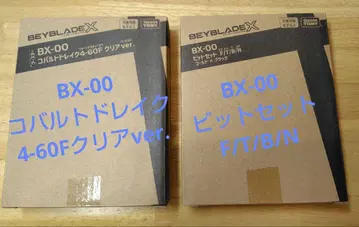 BEYBLADE X
BX-00
コバルトドレイク4-60F クリアver.
BX-00
コバルトドレイク
4-60Fクリアver.
BEYBLADE X
BX-00
ビットセット F/T/B/N
BX-00
ビットセット
F/T/B/N